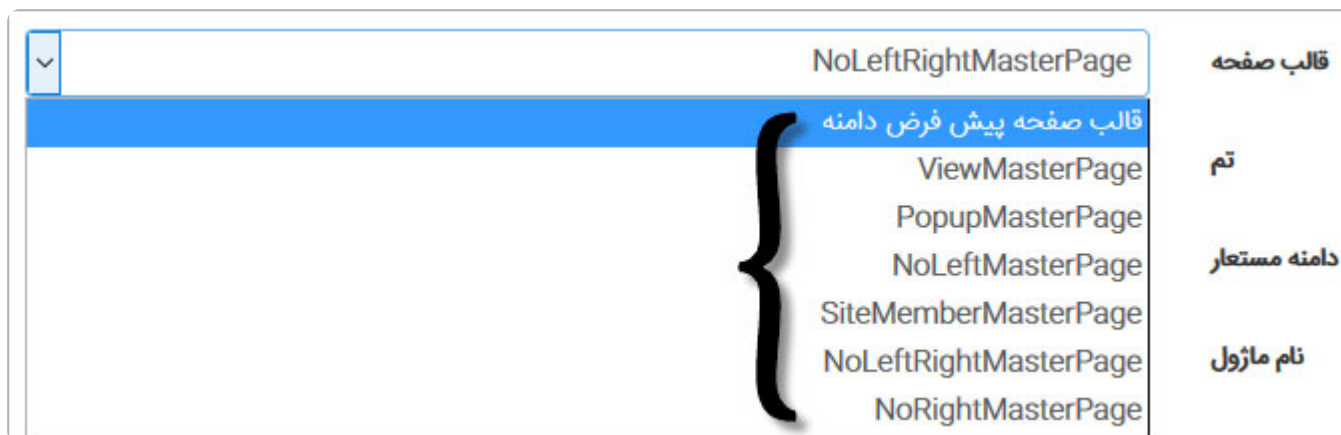 قالب صفحه
NoLeftRightMasterPage
قالب صفحه پیش فرض دامنه
تم
ViewMasterPage
PopupMasterPage
دامنه مستعار
NoLeftMasterPage
SiteMemberMasterPage
نام ماژول
NoLeftRightMasterPage
NoRightMasterPage